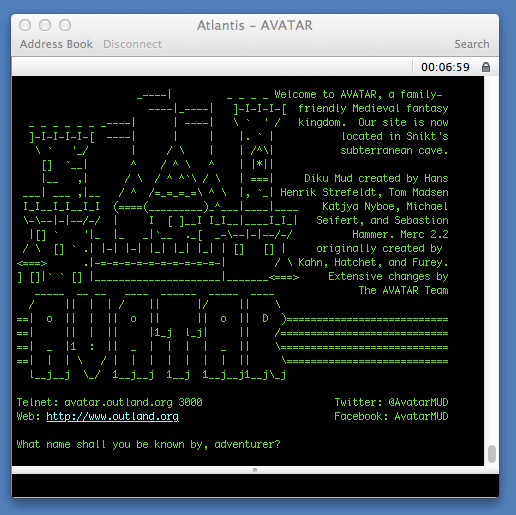 Atlantis – AVATAR
Address Book Disconnect Search
00:06:59
Welcome to AVATAR, a family-
friendly Medieval fantasy
kingdom. Our site is now
located in Snikt's
subterranean cave.
Diku Mud created by Hans
Henrik Strefeldt, Tom Madsen
Katjya Nyboe, Michael
Seifert, and Sebastion
Hammer. Merc 2.2
originally created by
Kahn, Hatchet, and Furey.
Extensive changes by
The AVATAR Team
Telnet: avatar.outland.org 3000 Twitter: @AvatarMUD
Web: http://www.outland.org Facebook: AvatarMUD
What name shall you be known by, adventurer?